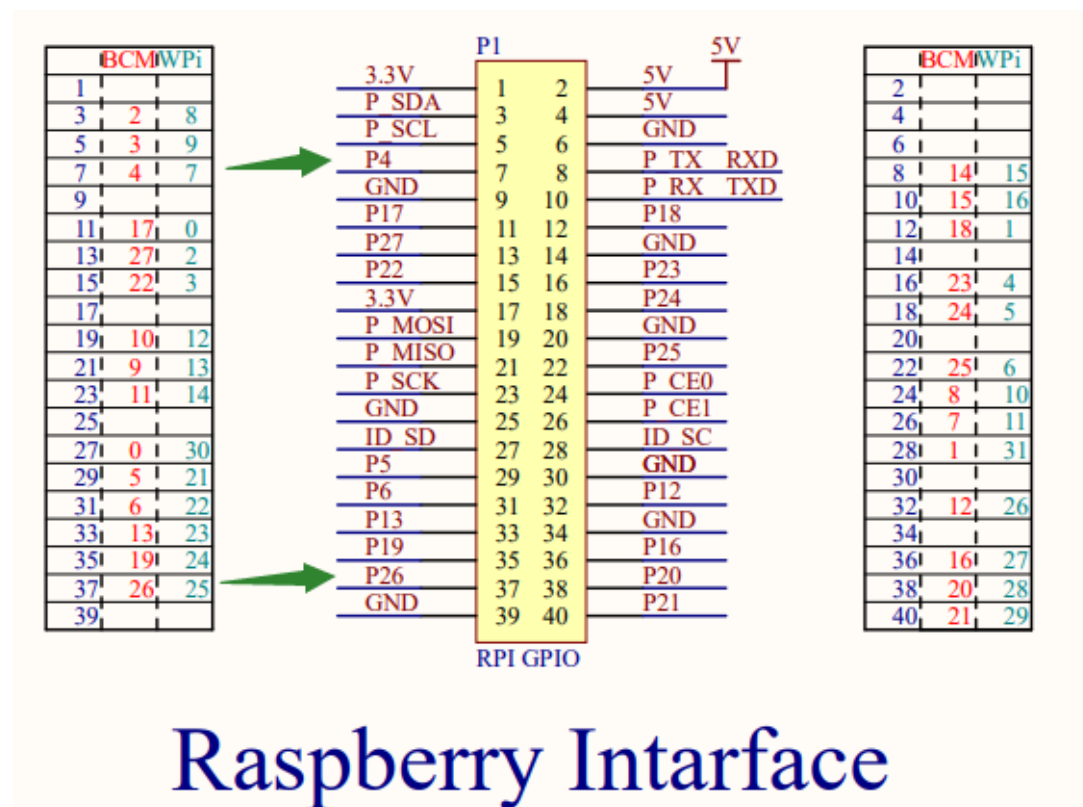 BCM WPi
1
3 2 8
5 3 9
7 4 7
9
11 17 0
13 27 2
15 22 3
17
19 10 12
21 9 13
23 11 14
25
27 0 30
29 5 21
31 6 22
33 13 23
35 19 24
37 26 25
39
P1
5V
3.3V 1 2 5V
P_SDA 3 4 5V
P_SCL 5 6 GND
P4 7 8 P_TX RXD
GND 9 10 P_RX TXD
P17 11 12 P18
P27 13 14 GND
P22 15 16 P23
3.3V 17 18 P24
P_MOSI 19 20 GND
P_MISO 21 22 P25
P_SCK 23 24 P_CE0
GND 25 26 P_CE1
ID_SD 27 28 ID_SC
P5 29 30 GND
P6 31 32 P12
P13 33 34 GND
P19 35 36 P16
P26 37 38 P20
GND 39 40 P21
RPI GPIO
BCM WPi
2
4
6
8 14 15
10 15 16
12 18 1
14
16 23 4
18 24 5
20
22 25 6
24 8 10
26 7 11
28 1 31
30
32 12 26
34
36 16 27
38 20 28
40 21 29
Raspberry Intarface